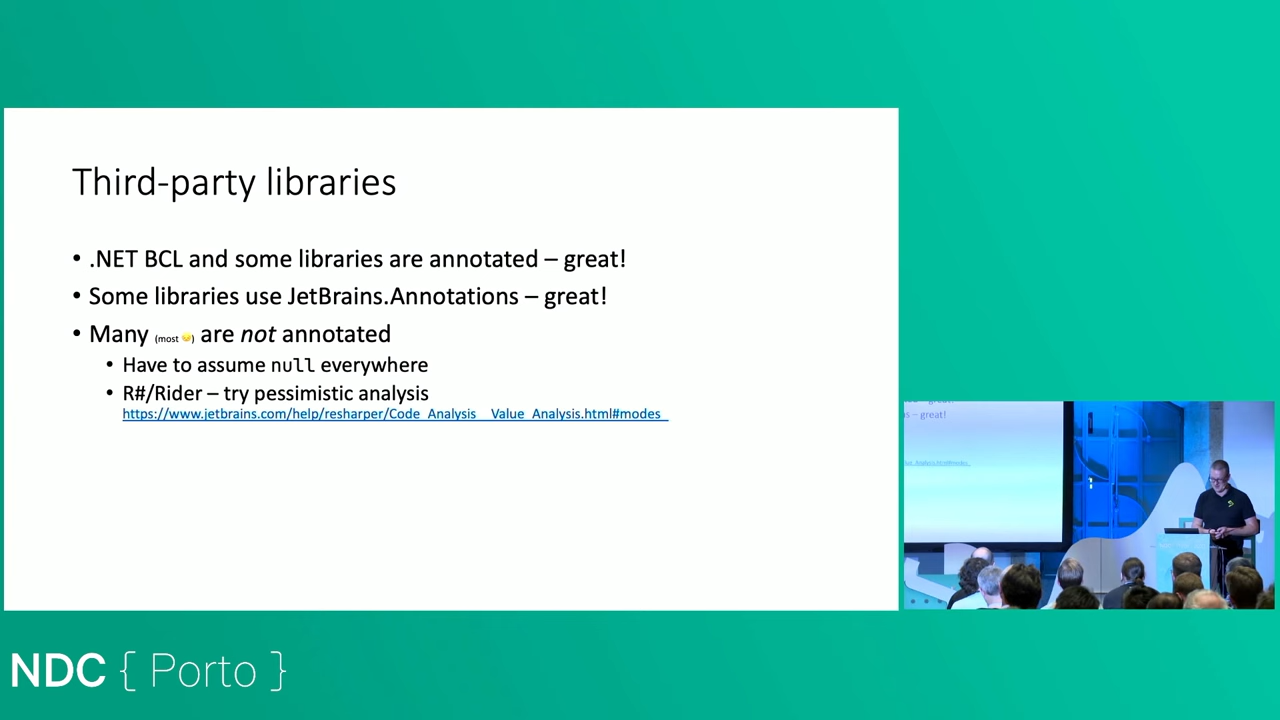 Third-party libraries
• .NET BCL and some libraries are annotated – great!
• Some libraries use JetBrains.Annotations – great!
• Many (most 😞) are not annotated
• Have to assume null everywhere
• R#/Rider – try pessimistic analysis
https://www.jetbrains.com/help/resharper/Code_Analysis__Value_Analysis.html#modes_
– great!
NDC { Porto }